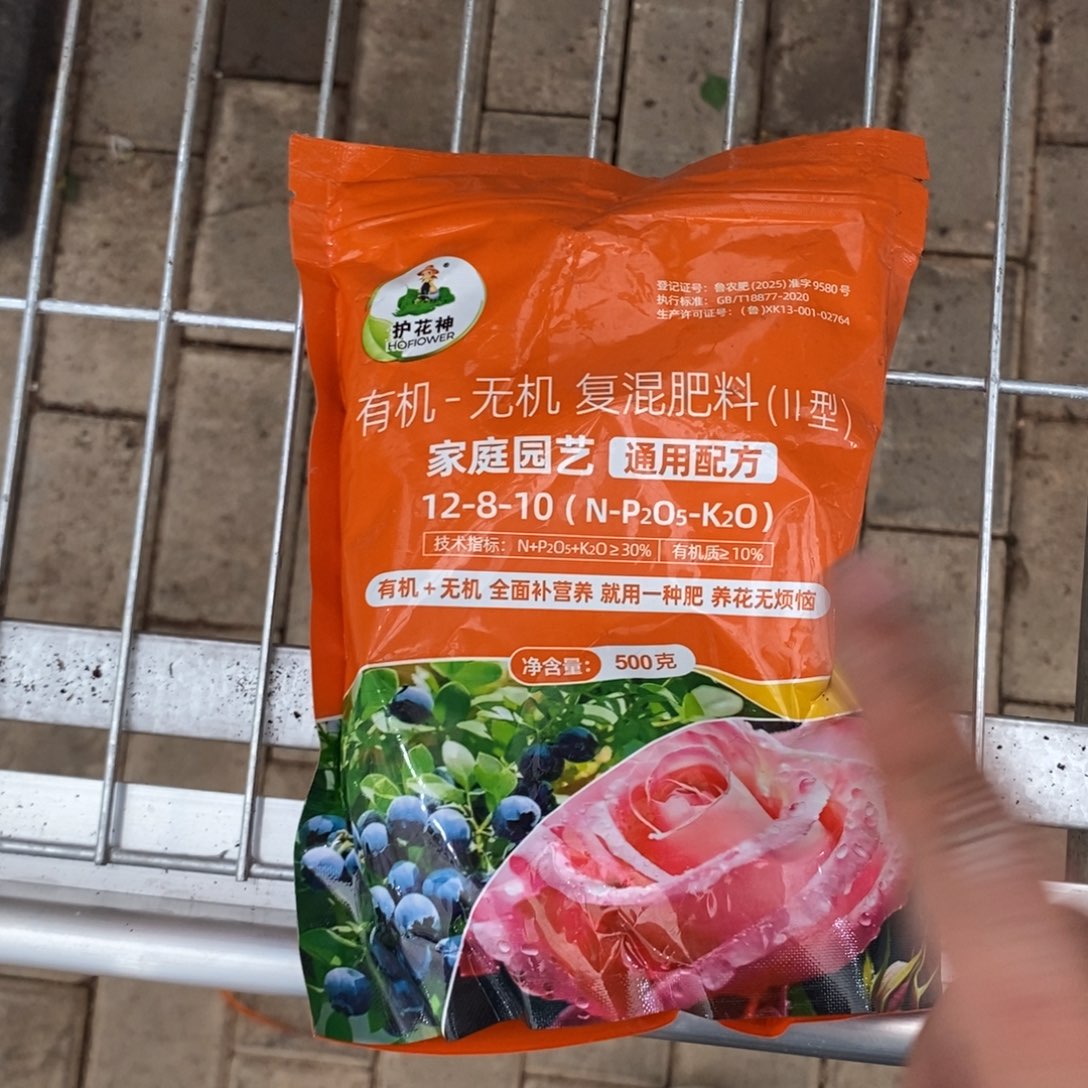 登记证号：鲁农肥(2025)准字9580号
执行标准：GB/T18877-2020
生产许可证号：(鲁)XK13-001-02764
护花神
HOFIOWER
有机-无机 复混肥料(II型)
家庭园艺 通用配方
12-8-10 ( N-P₂O₅-K₂O )
技术指标：N+P₂O₅+K₂O≥30% 有机质≥10%
有机+无机 全面补营养 就用一种肥 养花无烦恼
净含量：500克